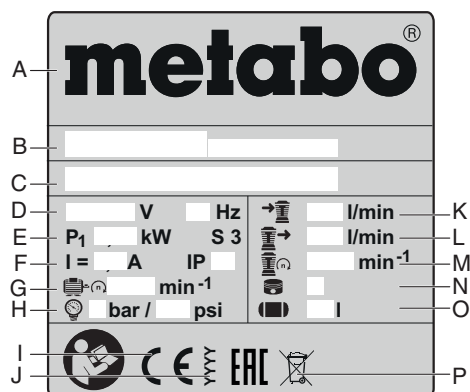 metabo®
A
B
C
D V Hz
E P1 , kW S 3
F I = , A IP
G n min-1
H bar / psi
l/min K
l/min L
n min-1 M
N
l O
I CE EAC
J P